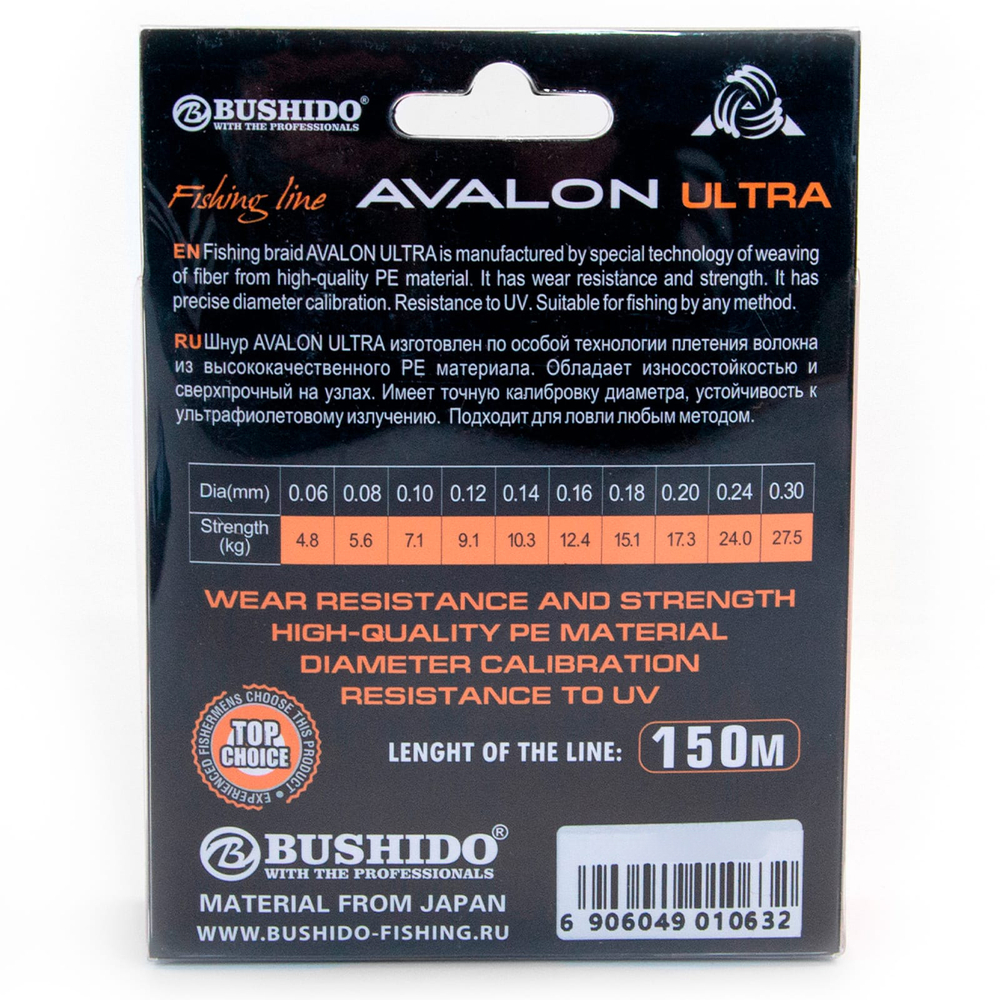 BUSHIDO®
WITH THE PROFESSIONALS
Fishing line AVALON ULTRA
EN Fishing braid AVALON ULTRA is manufactured by special technology of weaving
of fiber from high-quality PE material. It has wear resistance and strength. It has
precise diameter calibration. Resistance to UV. Suitable for fishing by any method.
RU Шнур AVALON ULTRA изготовлен по особой технологии плетения волокна
из высококачественного PE материала. Обладает износостойкостью и
сверхпрочный на узлах. Имеет точную калибровку диаметра, устойчивость к
ультрафиолетовому излучению. Подходит для ловли любым методом.
Dia(mm) 0.06 0.08 0.10 0.12 0.14 0.16 0.18 0.20 0.24 0.30
Strength
(kg) 4.8 5.6 7.1 9.1 10.3 12.4 15.1 17.3 24.0 27.5
WEAR RESISTANCE AND STRENGTH
HIGH-QUALITY PE MATERIAL
DIAMETER CALIBRATION
RESISTANCE TO UV
EXPERIENCED FISHERMENS CHOOSE THIS PRODUCT •
TOP
CHOICE
LENGHT OF THE LINE: 150M
BUSHIDO®
WITH THE PROFESSIONALS
MATERIAL FROM JAPAN
WWW.BUSHIDO-FISHING.RU
6 906049 010632